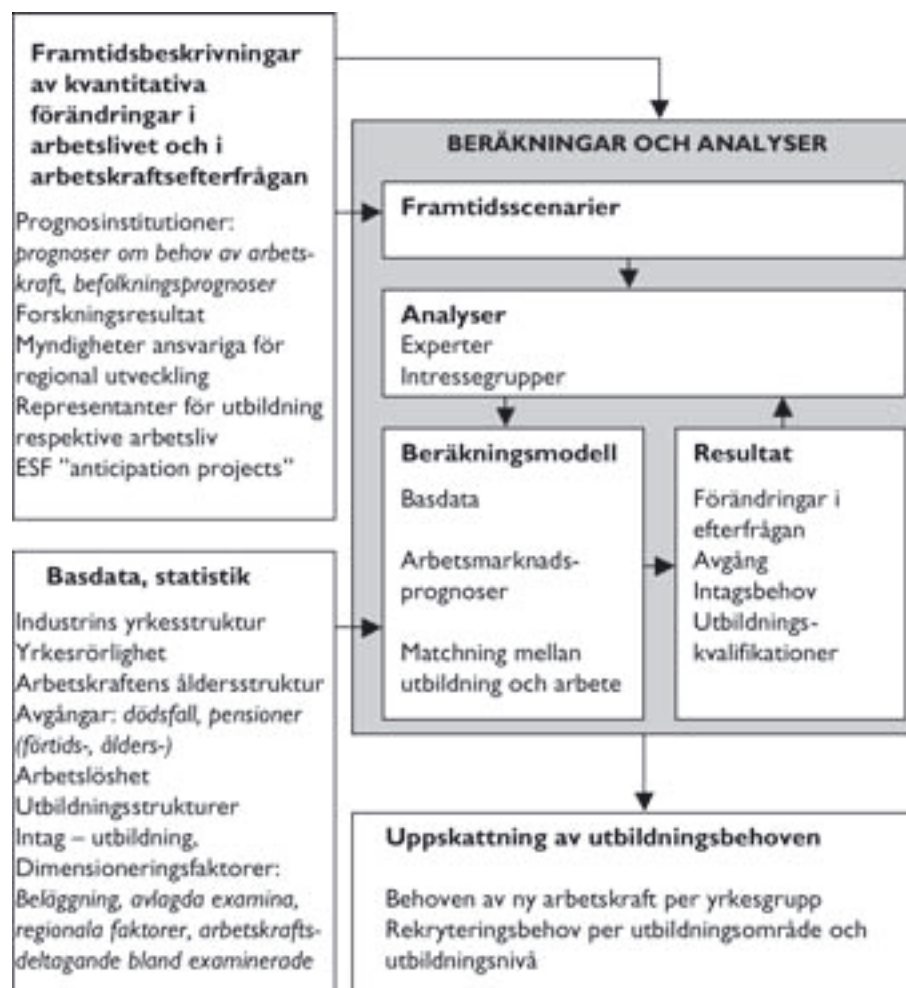 Framtidsbeskrivningar
av kvantitativa
förändringar i
arbetslivet och i
arbetskraftsefterfrågan
Prognosinstitutioner:
prognoser om behov av arbets-
kraft, befolkningsprognoser
Forskningsresultat
Myndigheter ansvariga för
regional utveckling
Representanter för utbildning
respektive arbetsliv
ESF ”anticipation projects”
Basdata, statistik
Industrins yrkesstruktur
Yrkesrörlighet
Arbetskraftens åldersstruktur
Avgångar: dödsfall, pensioner
(förtids-, ålders-)
Arbetslöshet
Utbildningsstrukturer
Intag – utbildning,
Dimensioneringsfaktorer:
Beläggning, avlagda examina,
regionala faktorer, arbetskrafts-
deltagande bland examinerade
BERÄKNINGAR OCH ANALYSER
Framtidsscenarier
Analyser
Experter
Intressegrupper
Beräkningsmodell
Basdata
Arbetsmarknads-
prognoser
Matchning mellan
utbildning och arbete
Resultat
Förändringar i
efterfrågan
Avgång
Intagsbehov
Utbildnings-
kvalifikationer
Uppskattning av utbildningsbehoven
Behoven av ny arbetskraft per yrkesgrupp
Rekryteringsbehov per utbildningsområde och
utbildningsnivå